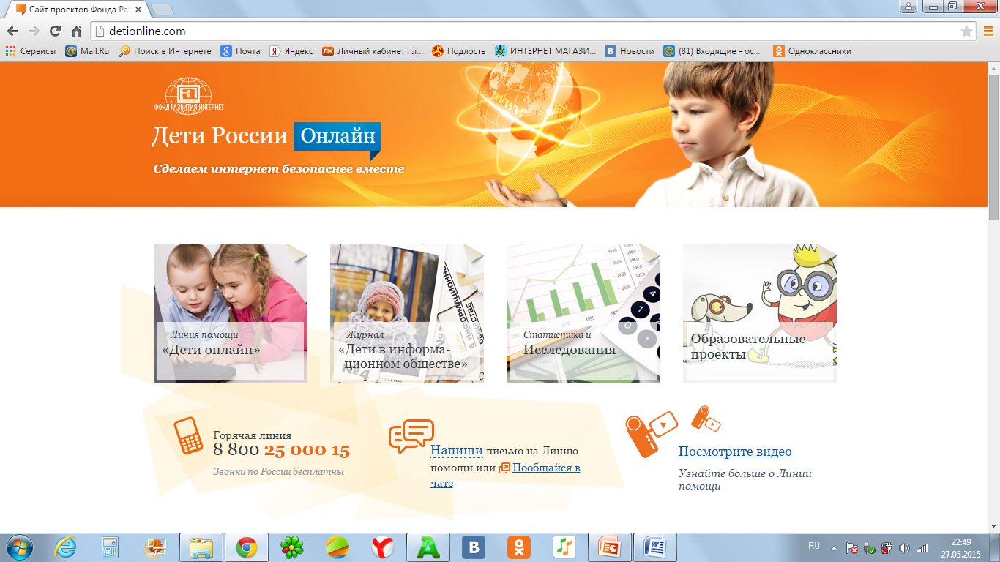 Сайт проектов Фонда Ра
detionline.com
Сервисы Mail.Ru Поиск в Интернете Почта Яндекс Личный кабинет пл... Подлость ИНТЕРНЕТ МАГАЗИ... Новости (81) Входящие - ос... Одноклассники
ФОНД РАЗВИТИЯ ИНТЕРНЕТ
Дети России Онлайн
Сделаем интернет безопаснее вместе
www
@
Линия помощи
«Дети онлайн»
Журнал
«Дети в информа-
ционном обществе»
№4
Статистика и
Исследования
Образовательные
проекты
Горячая линия
8 800 25 000 15
Звонки по России бесплатны
Напиши письмо на Линию
помощи или Пообщайся в
чате
Посмотрите видео
Узнайте больше о Линии
помощи
RU
22:49
27.05.2015